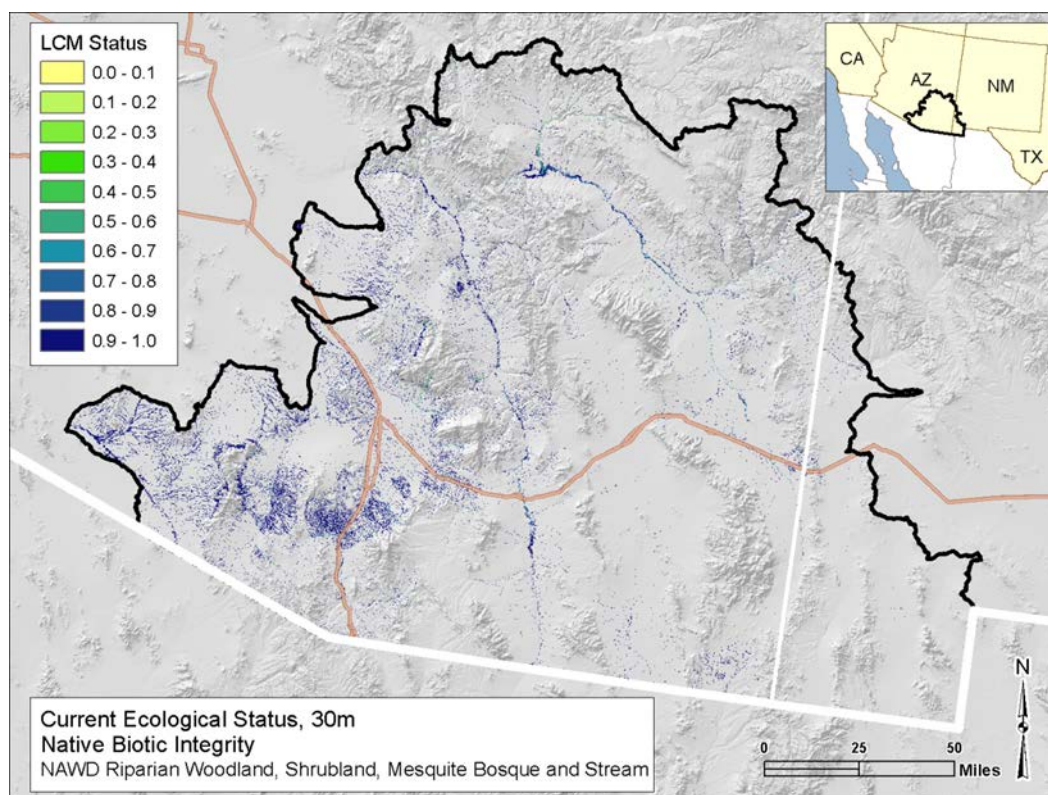 LCM Status
0.0 - 0.1
0.1 - 0.2
0.2 - 0.3
0.3 - 0.4
0.4 - 0.5
0.5 - 0.6
0.6 - 0.7
0.7 - 0.8
0.8 - 0.9
0.9 - 1.0
CA
AZ
NM
TX
Current Ecological Status, 30m
Native Biotic Integrity
NAWD Riparian Woodland, Shrubland, Mesquite Bosque and Stream
N
0 25 50
Miles